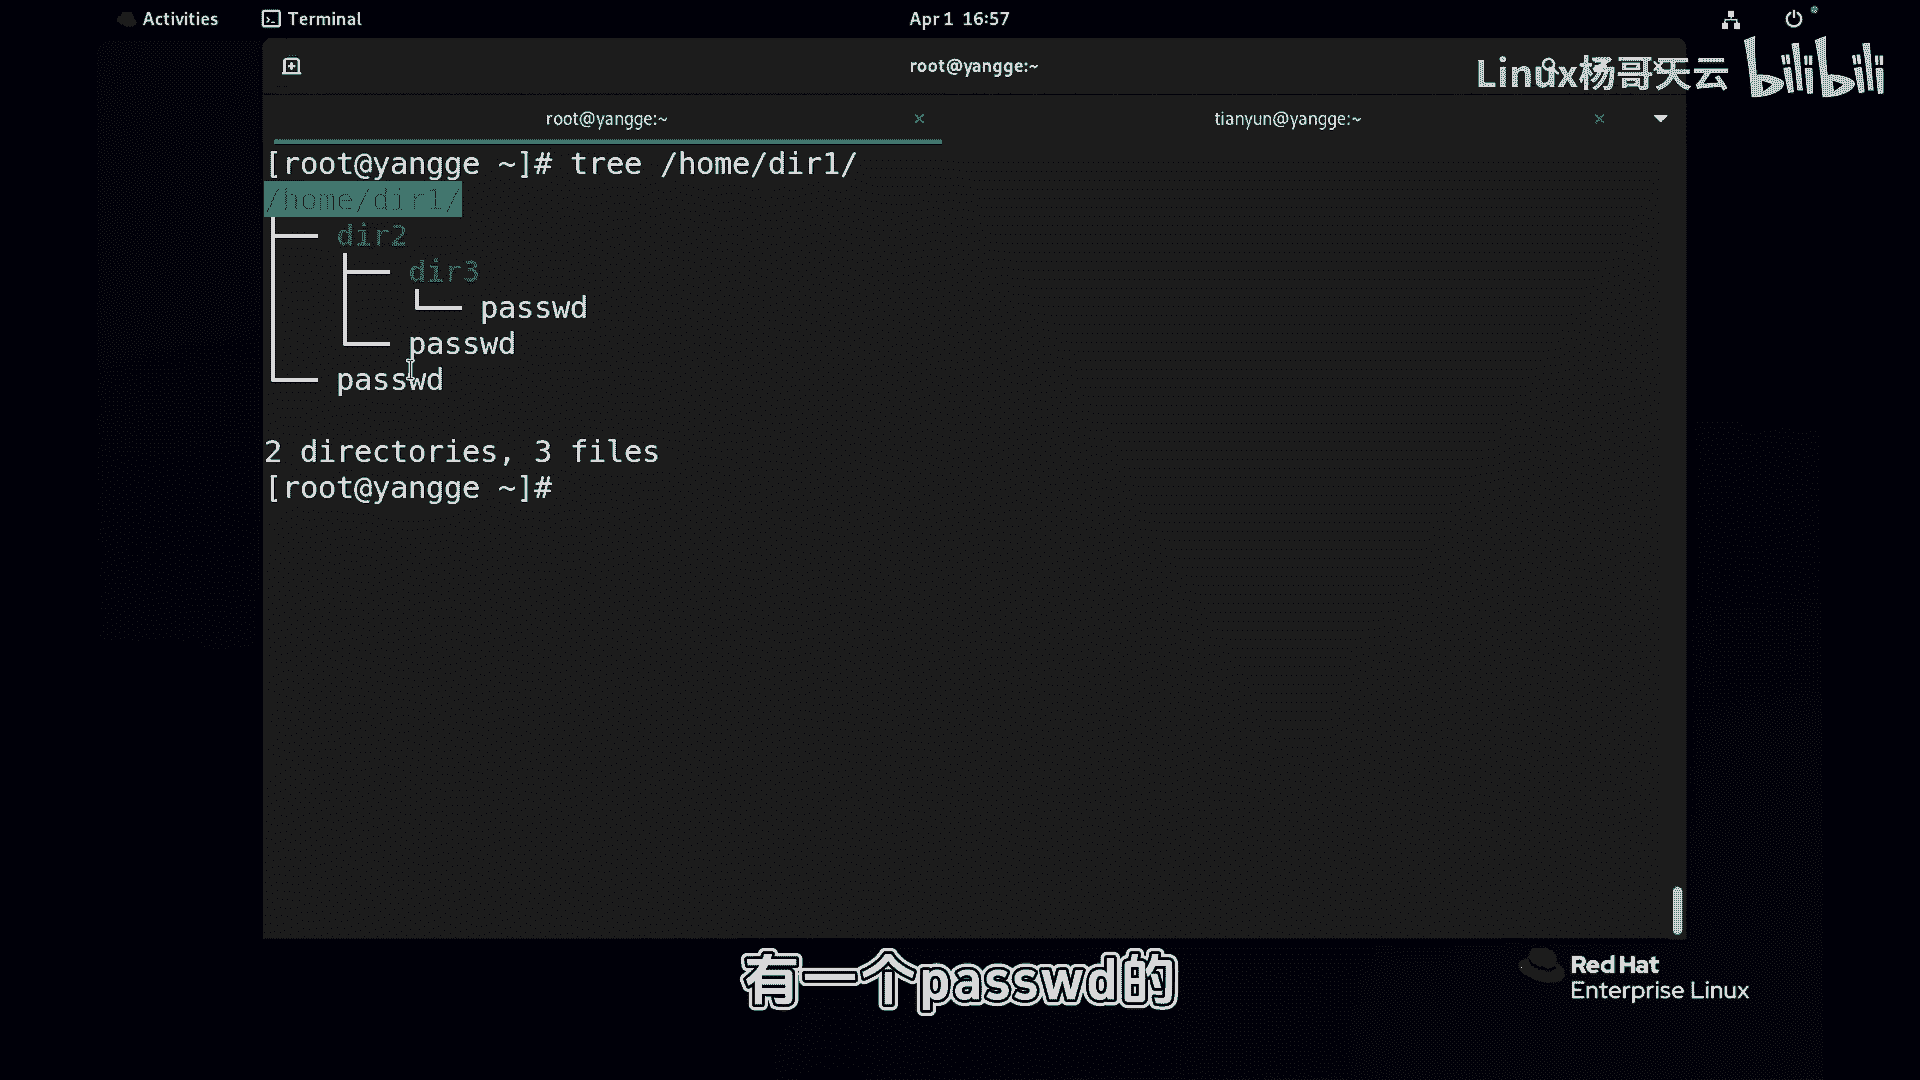 Activities Terminal Apr 1 16:57
root@yangge:~
Linux杨哥天云 bilibili
root@yangge:~ × tianyun@yangge:~ ×
[root@yangge ~]# tree /home/dir1/
/home/dir1/
├── dir2
│   ├── dir3
│   │   └── passwd
│   └── passwd
└── passwd
2 directories, 3 files
[root@yangge ~]#
有一个passwd的
Red Hat
Enterprise Linux